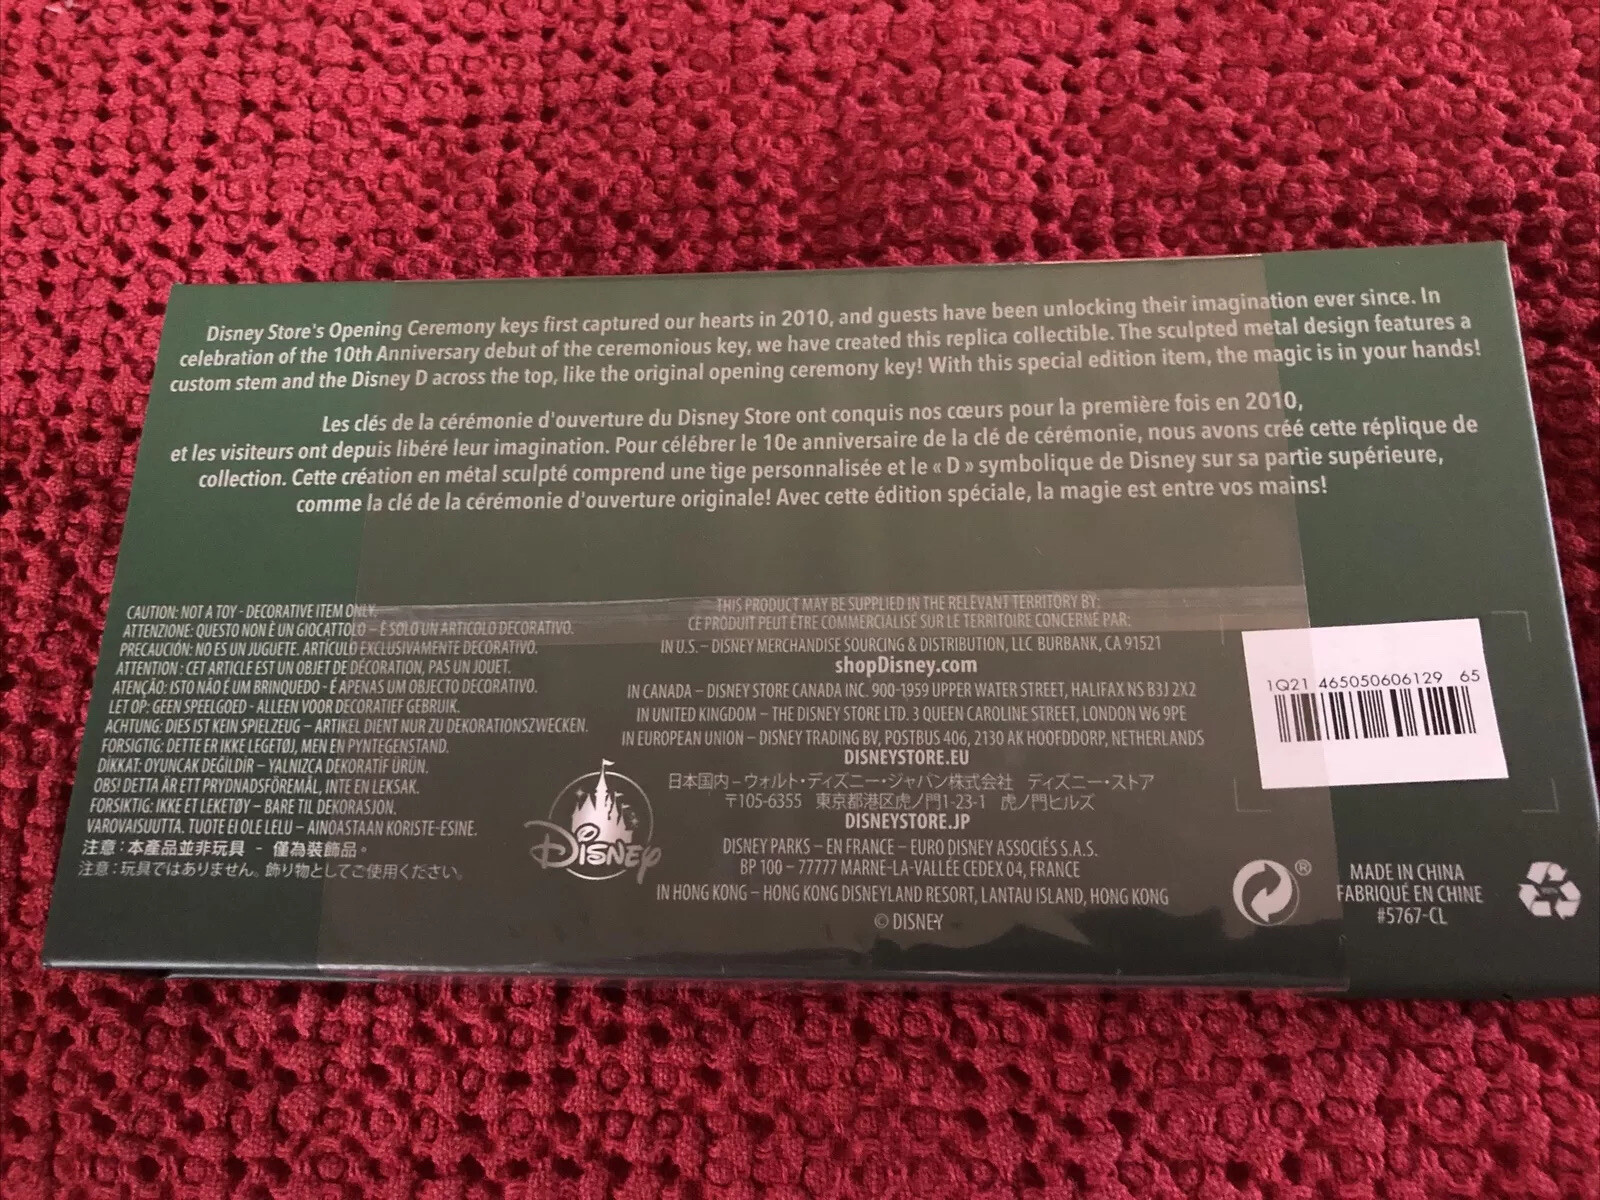 Disney Store's Opening Ceremony keys first captured our hearts in 2010, and guests have been unlocking their imagination ever since. In
celebration of the 10th Anniversary debut of the ceremonious key, we have created this replica collectible. The sculpted metal design features a
custom stem and the Disney D across the top, like the original opening ceremony key! With this special edition item, the magic is in your hands!
Les clés de la cérémonie d'ouverture du Disney Store ont conquis nos cœurs pour la première fois en 2010,
et les visiteurs ont depuis libéré leur imagination. Pour célébrer le 10e anniversaire de la clé de cérémonie, nous avons créé cette réplique de
collection. Cette création en métal sculpté comprend une tige personnalisée et le « D » symbolique de Disney sur sa partie supérieure,
comme la clé de la cérémonie d'ouverture originale! Avec cette édition spéciale, la magie est entre vos mains!
CAUTION: NOT A TOY - DECORATIVE ITEM ONLY.
ATTENZIONE: QUESTO NON È UN GIOCATTOLO – È SOLO UN ARTICOLO DECORATIVO.
PRECAUCIÓN: NO ES UN JUGUETE. ARTÍCULO EXCLUSIVAMENTE DECORATIVO.
ATTENTION : CET ARTICLE EST UN OBJET DE DÉCORATION, PAS UN JOUET.
ATENÇÃO: ISTO NÃO É UM BRINQUEDO - É APENAS UM OBJECTO DECORATIVO.
LET OP: GEEN SPEELGOED - ALLEEN VOOR DECORATIEF GEBRUIK.
ACHTUNG: DIES IST KEIN SPIELZEUG – ARTIKEL DIENT NUR ZU DEKORATIONSZWECKEN.
FORSIGTIG: DETTE ER IKKE LEGETØJ, MEN EN PYNTEGENSTAND.
DİKKAT: OYUNCAK DEĞİLDİR – YALNIZCA DEKORATİF ÜRÜN.
OBS! DETTA ÄR ETT PRYDNADSFÖREMÅL, INTE EN LEKSAK.
FORSIKTIG: IKKE ET LEKETØY – BARE TIL DEKORASJON.
VAROVAISUUTTA. TUOTE EI OLE LELU – AINOASTAAN KORISTE-ESINE.
注意：本產品並非玩具 - 僅為裝飾品。
注意：玩具ではありません。飾り物としてご使用ください。
Disney
THIS PRODUCT MAY BE SUPPLIED IN THE RELEVANT TERRITORY BY:
CE PRODUIT PEUT ÊTRE COMMERCIALISÉ SUR LE TERRITOIRE CONCERNÉ PAR:
IN U.S. – DISNEY MERCHANDISE SOURCING & DISTRIBUTION, LLC BURBANK, CA 91521
shopDisney.com
IN CANADA – DISNEY STORE CANADA INC. 900-1959 UPPER WATER STREET, HALIFAX NS B3J 2X2
IN UNITED KINGDOM – THE DISNEY STORE LTD. 3 QUEEN CAROLINE STREET, LONDON W6 9PE
IN EUROPEAN UNION – DISNEY TRADING BV, POSTBUS 406, 2130 AK HOOFDDORP, NETHERLANDS
DISNEYSTORE.EU
日本国内 – ウォルト・ディズニー・ジャパン株式会社 ディズニー・ストア
〒105-6355 東京都港区虎ノ門1-23-1 虎ノ門ヒルズ
DISNEYSTORE.JP
DISNEY PARKS – EN FRANCE – EURO DISNEY ASSOCIÉS S.A.S.
BP 100 – 77777 MARNE-LA-VALLÉE CEDEX 04, FRANCE
IN HONG KONG – HONG KONG DISNEYLAND RESORT, LANTAU ISLAND, HONG KONG
© DISNEY
1Q21 465050606129 65
®
MADE IN CHINA
FABRIQUÉ EN CHINE
#5767-CL